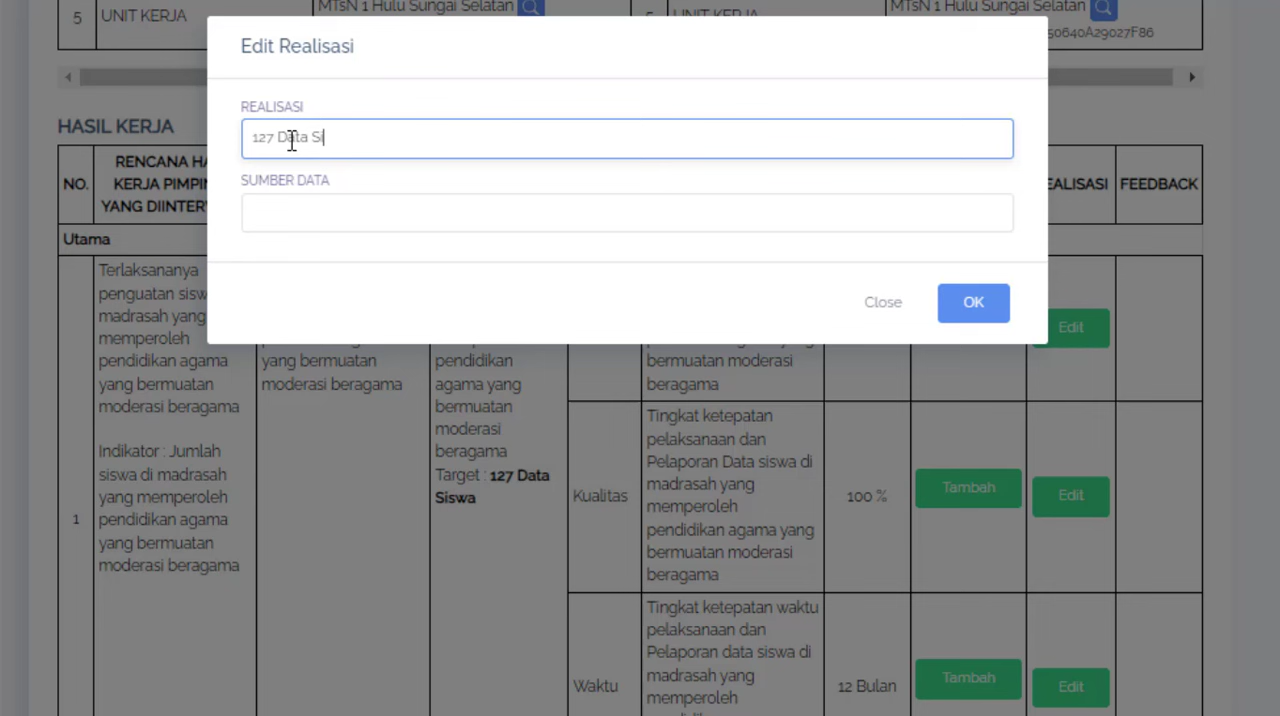 5 UNIT KERJA MTsN 1 Hulu Sungai Selatan 5 UNIT KERJA MTsN 1 Hulu Sungai Selatan
50640A29027F86
Edit Realisasi
REALISASI
127 Data Si
SUMBER DATA
Close OK
HASIL KERJA
NO.
RENCANA HA
KERJA PIMPIN
YANG DIINTER
EALISASI
FEEDBACK
Utama
1
Terlaksananya
penguatan sisw
madrasah yang
memperoleh
pendidikan agama
yang bermuatan
moderasi beragama
Indikator : Jumlah
siswa di madrasah
yang memperoleh
pendidikan agama
yang bermuatan
moderasi beragama
yang bermuatan
moderasi beragama
pendidikan
agama yang
bermuatan
moderasi
beragama
Target : 127 Data
Siswa
bermuatan moderasi
beragama
Edit
Kualitas
Tingkat ketepatan
pelaksanaan dan
Pelaporan Data siswa di
madrasah yang
memperoleh
pendidikan agama yang
bermuatan moderasi
beragama
100 %
Tambah
Edit
Waktu
Tingkat ketepatan waktu
pelaksanaan dan
Pelaporan data siswa di
madrasah yang
memperoleh
12 Bulan
Tambah
Edit